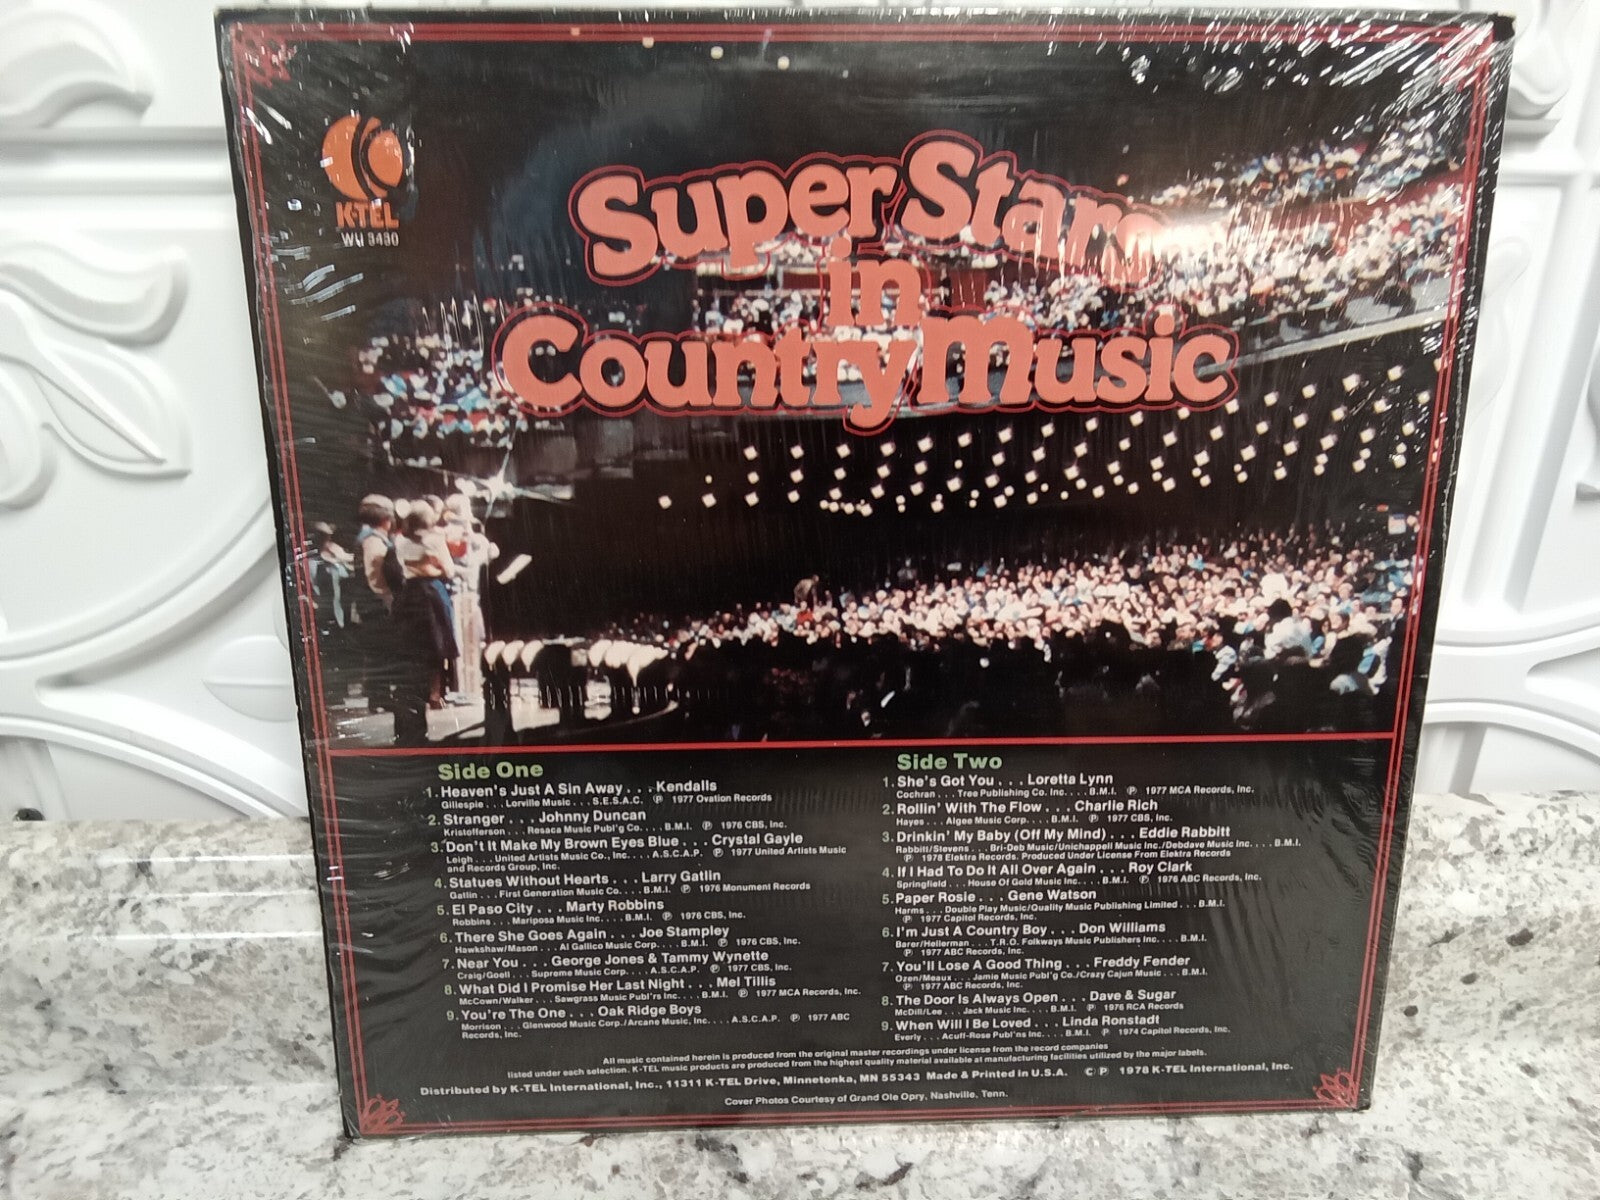 K-TEL
WU 3430
Super Stars
in
Country Music
Side One
1. Heaven's Just A Sin Away . . . Kendalls
Gillespie . . . Lorville Music . . . S.E.S.A.C. Ⓟ 1977 Ovation Records
2. Stranger . . . Johnny Duncan
Kristofferson . . . Resaca Music Publ'g Co. . . . B.M.I. Ⓟ 1976 CBS, Inc.
3. Don't It Make My Brown Eyes Blue . . . Crystal Gayle
Leigh . . . United Artists Music Co., Inc. . . . A.S.C.A.P. Ⓟ 1977 United Artists Music
and Records Group, Inc.
4. Statues Without Hearts . . . Larry Gatlin
Gatlin . . . First Generation Music Co. . . . B.M.I. Ⓟ 1976 Monument Records
5. El Paso City . . . Marty Robbins
Robbins . . . Mariposa Music Inc. . . . B.M.I. Ⓟ 1976 CBS, Inc.
6. There She Goes Again . . . Joe Stampley
Hawkshaw/Mason . . . Al Gallico Music Corp. . . . B.M.I. Ⓟ 1976 CBS, Inc.
7. Near You . . . George Jones & Tammy Wynette
Craig/Goell . . . Supreme Music Corp. . . . A.S.C.A.P. Ⓟ 1977 CBS, Inc.
8. What Did I Promise Her Last Night . . . Mel Tillis
McCown/Walker . . . Sawgrass Music Publ'rs Inc. . . . B.M.I. Ⓟ 1977 MCA Records, Inc.
9. You're The One . . . Oak Ridge Boys
Morrison . . . Glenwood Music Corp./Arcane Music, Inc. . . . A.S.C.A.P. Ⓟ 1977 ABC
Records, Inc.
Side Two
1. She's Got You . . . Loretta Lynn
Cochran . . . Tree Publishing Co. Inc. . . . B.M.I. Ⓟ 1977 MCA Records, Inc.
2. Rollin' With The Flow . . . Charlie Rich
Hayes . . . Algee Music Corp. . . . B.M.I. Ⓟ 1977 CBS, Inc.
3. Drinkin' My Baby (Off My Mind) . . . Eddie Rabbitt
Rabbitt/Stevens . . . Bri-Deb Music/Unichappell Music Inc./Debdave Music Inc. . . . B.M.I.
Ⓟ 1978 Elektra Records. Produced Under License From Elektra Records
4. If I Had To Do It All Over Again . . . Roy Clark
Springfield . . . House Of Gold Music Inc. . . . B.M.I. Ⓟ 1976 ABC Records, Inc.
5. Paper Rosie . . . Gene Watson
Harms . . . Double Play Music/Quality Music Publishing Limited . . . B.M.I.
Ⓟ 1977 Capitol Records, Inc.
6. I'm Just A Country Boy . . . Don Williams
Barer/Hellerman . . . T.R.O. Folkways Music Publishers Inc. . . . B.M.I.
Ⓟ 1977 ABC Records, Inc.
7. You'll Lose A Good Thing . . . Freddy Fender
Ozen/Meaux . . . Jamie Music Publ'g Co./Crazy Cajun Music . . . B.M.I.
Ⓟ 1977 ABC Records, Inc.
8. The Door Is Always Open . . . Dave & Sugar
McDill/Lee . . . Jack Music Inc. . . . B.M.I. Ⓟ 1976 RCA Records
9. When Will I Be Loved . . . Linda Ronstadt
Everly . . . Acuff-Rose Publ'ns Inc. . . . B.M.I. Ⓟ 1974 Capitol Records, Inc.
All music contained herein is produced from the original master recordings under license from the record companies
listed under each selection. K-TEL music products are produced from the highest quality material available at manufacturing facilities utilized by the major labels.
Distributed by K-TEL International, Inc., 11311 K-TEL Drive, Minnetonka, MN 55343 Made & Printed in U.S.A. © Ⓟ 1978 K-TEL International, Inc.
Cover Photos Courtesy of Grand Ole Opry, Nashville, Tenn.